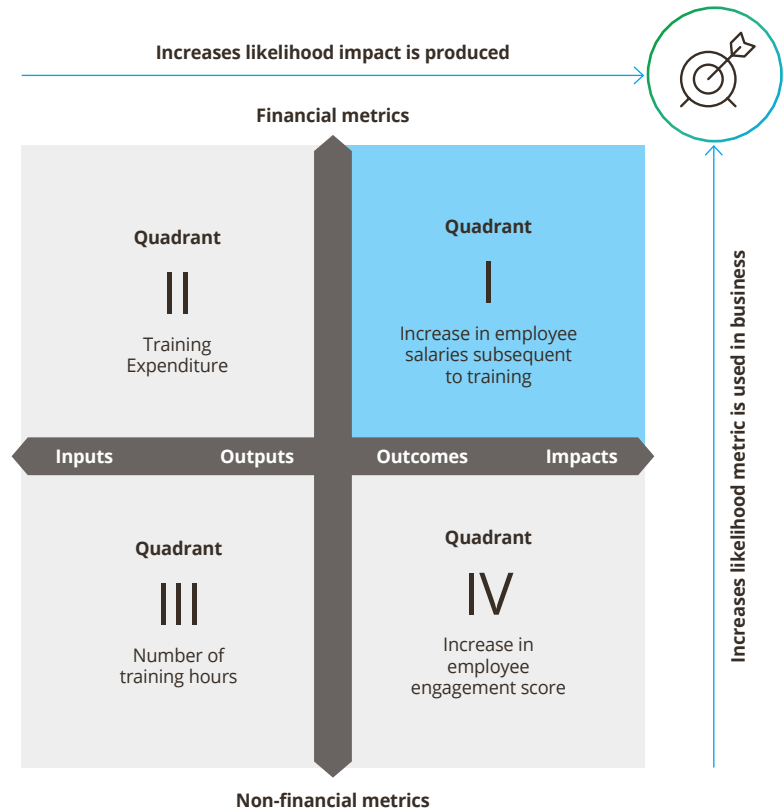 Increases likelihood impact is produced
Financial metrics
Quadrant
II
Training
Expenditure
Quadrant
I
Increase in employee
salaries subsequent
to training
Increases likelihood metric is used in business
Inputs
Outputs
Outcomes
Impacts
Quadrant
III
Number of
training hours
Quadrant
IV
Increase in
employee
engagement score
Non-financial metrics